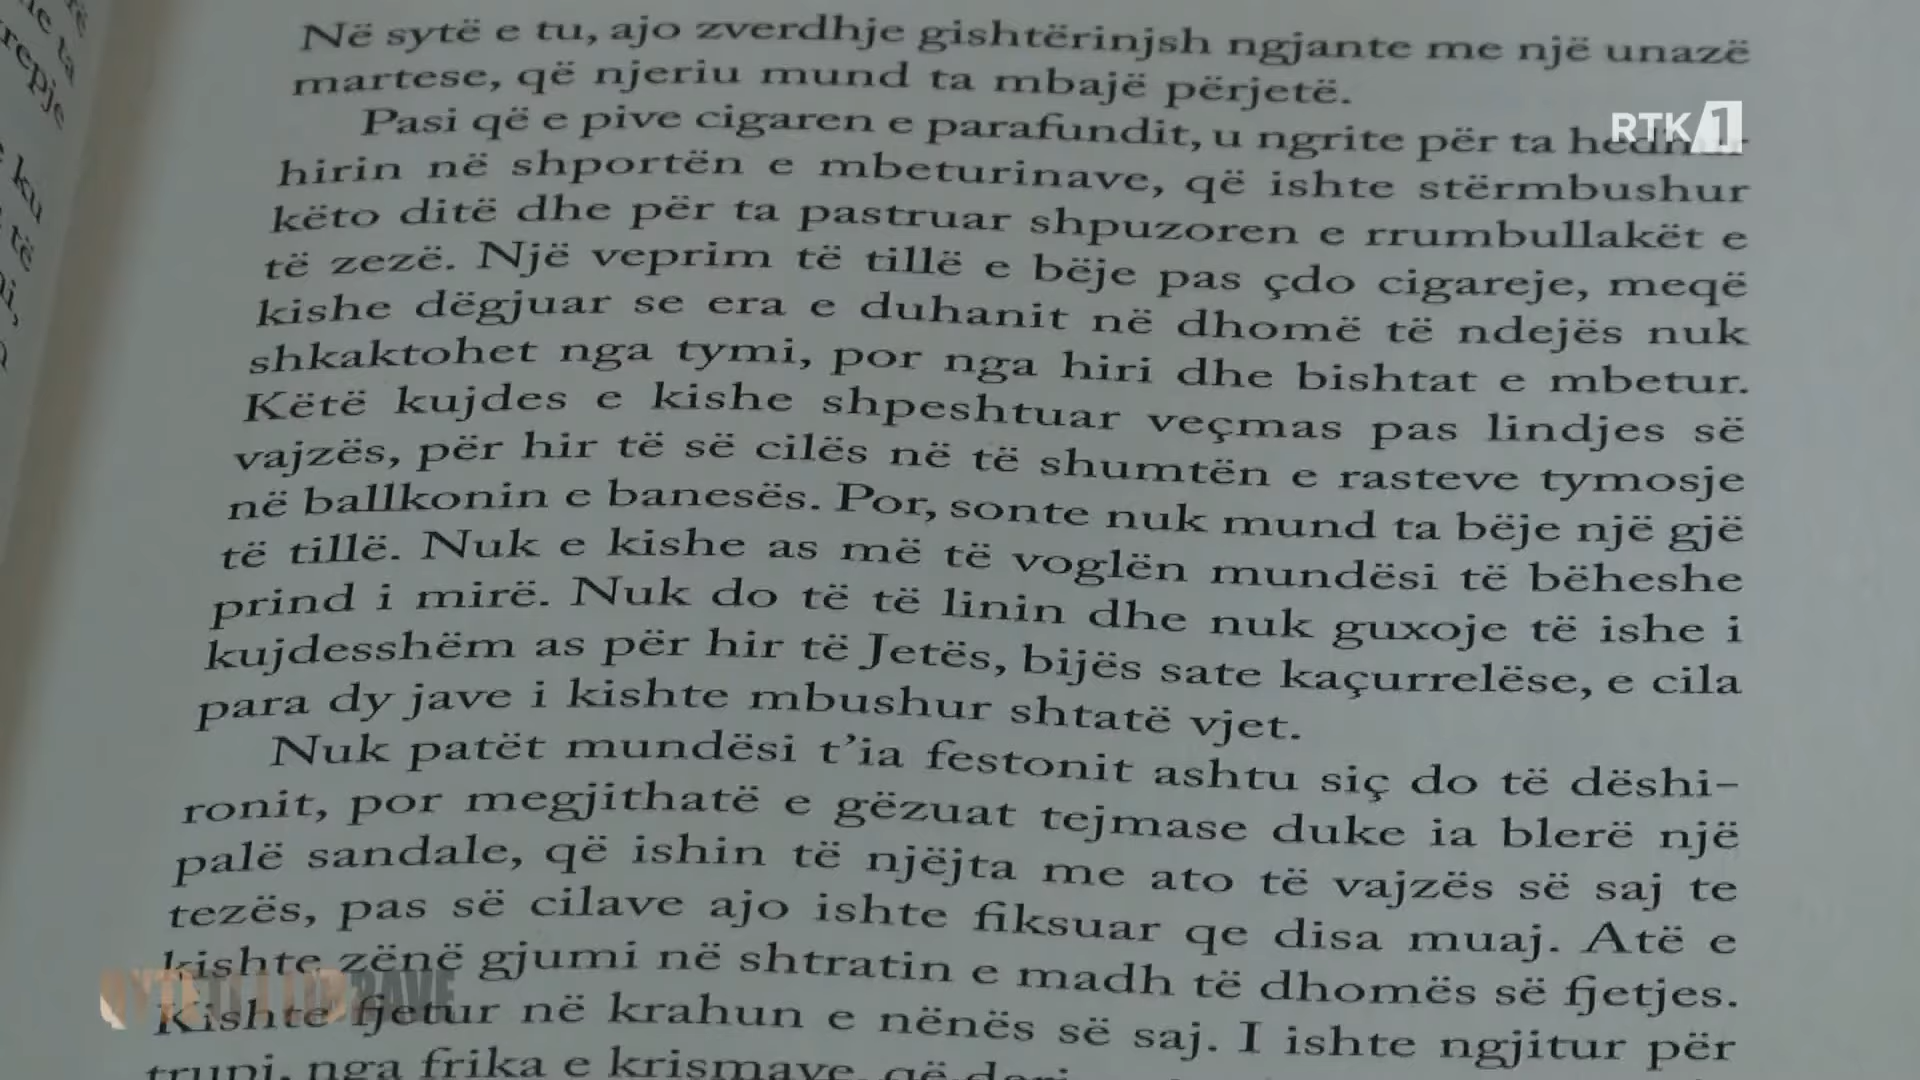 Në sytë e tu, ajo zverdhje gishtërinjsh ngjante me një unazë
martese, që njeriu mund ta mbajë përjetë.
Pasi që e pive cigaren e parafundit, u ngrite për ta hedhur
hirin në shportën e mbeturinave, që ishte stërmbushur
këto ditë dhe për ta pastruar shpuzoren e rrumbullakët e
të zezë. Një veprim të tillë e bëje pas çdo cigareje, meqë
kishe dëgjuar se era e duhanit në dhomë të ndejës nuk
shkaktohet nga tymi, por nga hiri dhe bishtat e mbetur.
Këtë kujdes e kishe shpeshtuar veçmas pas lindjes së
vajzës, për hir të së cilës në të shumtën e rasteve tymosje
në ballkonin e banesës. Por, sonte nuk mund ta bëje një gjë
të tillë. Nuk e kishe as më të voglën mundësi të bëheshe
prind i mirë. Nuk do të të linin dhe nuk guxoje të ishe i
kujdesshëm as për hir të Jetës, bijës sate kaçurrelëse, e cila
para dy jave i kishte mbushur shtatë vjet.
Nuk patët mundësi t'ia festonit ashtu siç do të dëshi-
ronit, por megjithatë e gëzuat tejmase duke ia blerë një
palë sandale, që ishin të njëjta me ato të vajzës së saj te
tezës, pas së cilave ajo ishte fiksuar qe disa muaj. Atë e
kishte zënë gjumi në shtratin e madh të dhomës së fjetjes.
Kishte fjetur në krahun e nënës së saj. I ishte ngjitur për
trupi, nga frika e krismave, që
RTK 1
ku
të